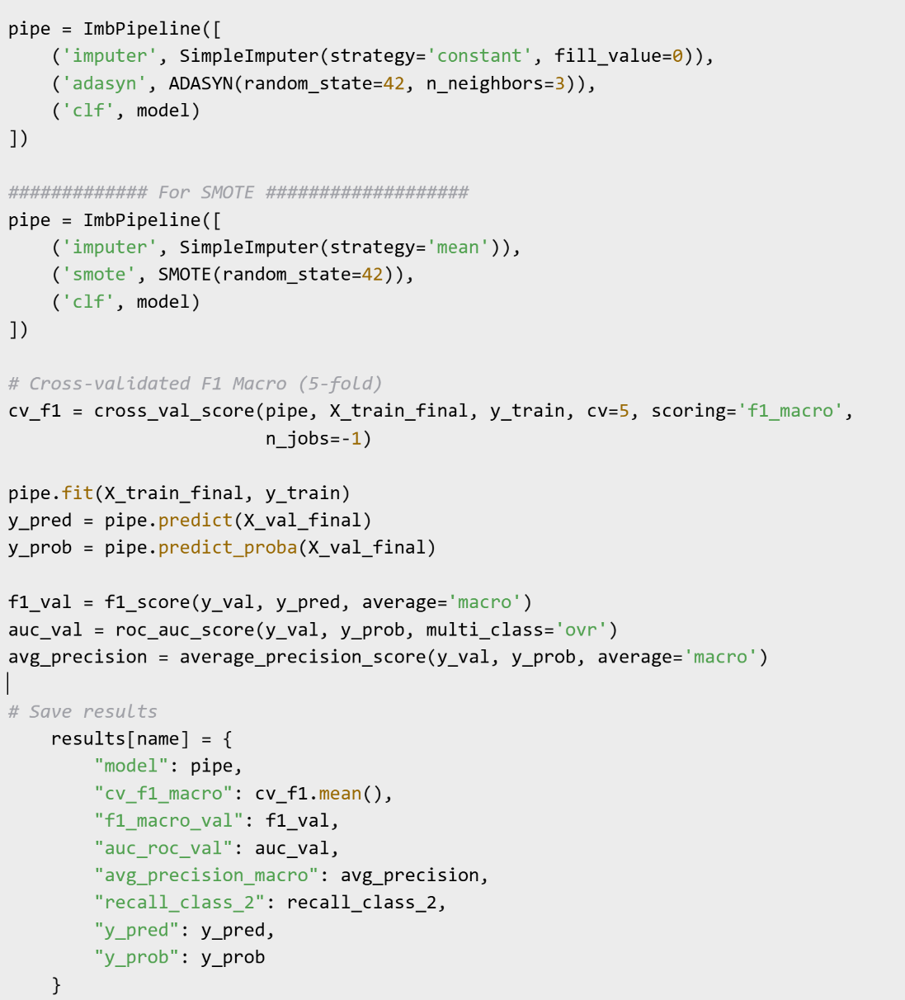 pipe = ImbPipeline([
    ('imputer', SimpleImputer(strategy='constant', fill_value=0)),
    ('adasyn', ADASYN(random_state=42, n_neighbors=3)),
    ('clf', model)
])
############# For SMOTE ###################
pipe = ImbPipeline([
    ('imputer', SimpleImputer(strategy='mean')),
    ('smote', SMOTE(random_state=42)),
    ('clf', model)
])
# Cross-validated F1 Macro (5-fold)
cv_f1 = cross_val_score(pipe, X_train_final, y_train, cv=5, scoring='f1_macro',
                        n_jobs=-1)
pipe.fit(X_train_final, y_train)
y_pred = pipe.predict(X_val_final)
y_prob = pipe.predict_proba(X_val_final)
f1_val = f1_score(y_val, y_pred, average='macro')
auc_val = roc_auc_score(y_val, y_prob, multi_class='ovr')
avg_precision = average_precision_score(y_val, y_prob, average='macro')
# Save results
    results[name] = {
        "model": pipe,
        "cv_f1_macro": cv_f1.mean(),
        "f1_macro_val": f1_val,
        "auc_roc_val": auc_val,
        "avg_precision_macro": avg_precision,
        "recall_class_2": recall_class_2,
        "y_pred": y_pred,
        "y_prob": y_prob
    }